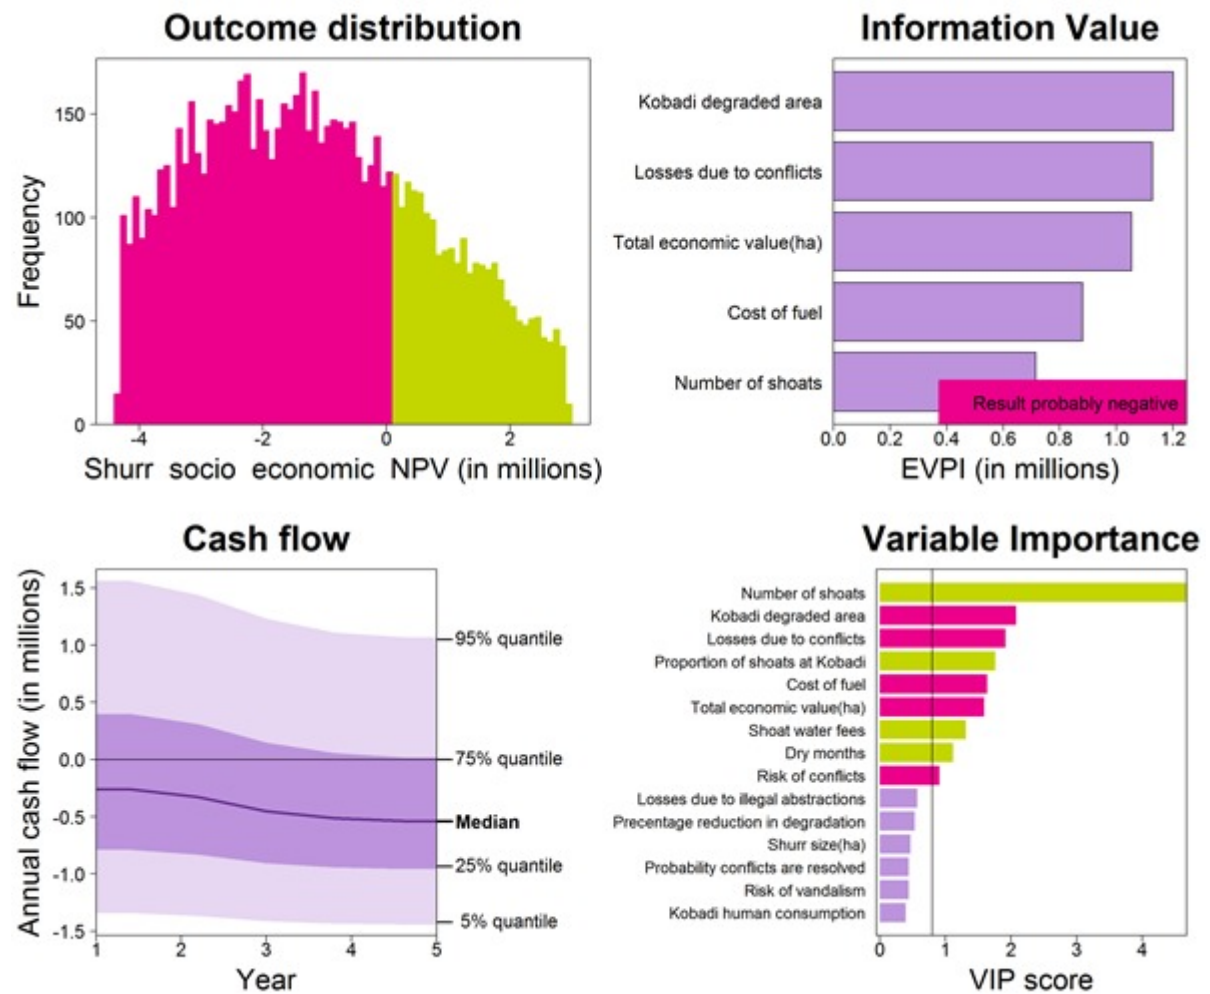 Outcome distribution
Frequency
150
100
50
0
-4 -2 0 2
Shurr socio economic NPV (in millions)
Information Value
Kobadi degraded area
Losses due to conflicts
Total economic value(ha)
Cost of fuel
Number of shoats
Result probably negative
0.0 0.2 0.4 0.6 0.8 1.0 1.2
EVPI (in millions)
Cash flow
Annual cash flow (in millions)
1.5
1.0
0.5
0.0
-0.5
-1.0
-1.5
95% quantile
75% quantile
Median
25% quantile
5% quantile
1 2 3 4 5
Year
Variable Importance
Number of shoats
Kobadi degraded area
Losses due to conflicts
Proportion of shoats at Kobadi
Cost of fuel
Total economic value(ha)
Shoat water fees
Dry months
Risk of conflicts
Losses due to illegal abstractions
Precentage reduction in degradation
Shurr size(ha)
Probability conflicts are resolved
Risk of vandalism
Kobadi human consumption
0 1 2 3 4
VIP score